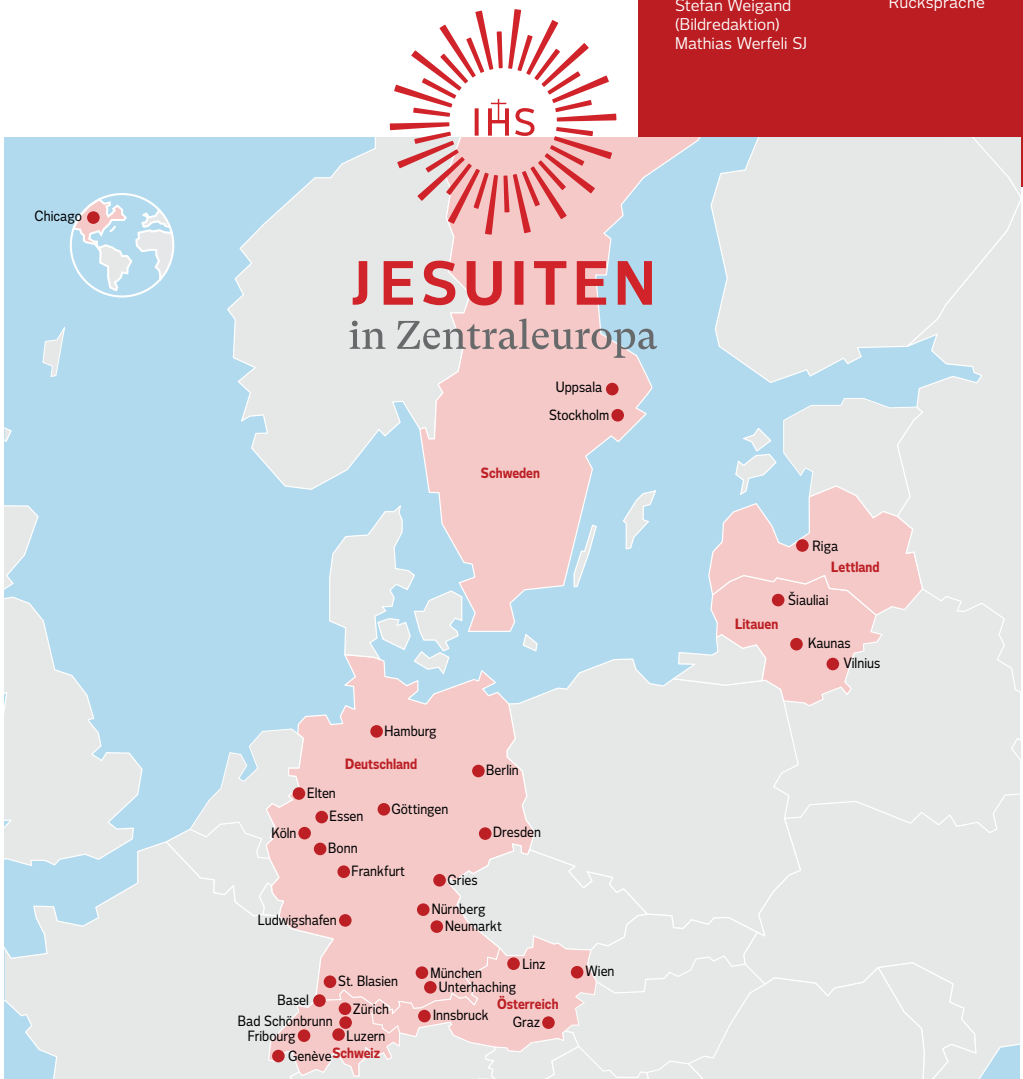 Stefan Weigand
(Bildredaktion)
Mathias Werfeli SJ
Rücksprache
IHS
Chicago
JESUITEN
in Zentraleuropa
Uppsala
Stockholm
Schweden
Riga
Lettland
Šiauliai
Litauen
Kaunas
Vilnius
Hamburg
Deutschland
Berlin
Elten
Göttingen
Essen
Köln
Dresden
Bonn
Frankfurt
Gries
Nürnberg
Ludwigshafen
Neumarkt
Linz
Wien
München
St. Blasien
Unterhaching
Basel
Österreich
Zürich
Innsbruck
Bad Schönbrunn
Graz
Fribourg
Luzern
Schweiz
Genève